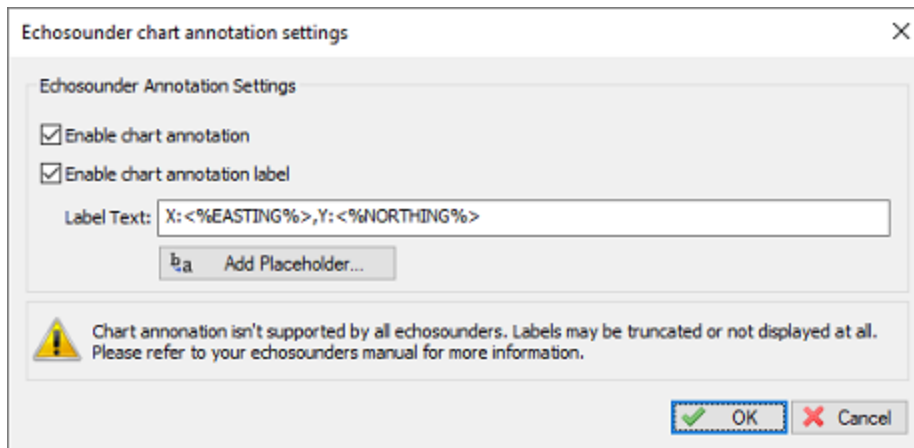 Echosounder chart annotation settings
Echosounder Annotation Settings
Enable chart annotation
Enable chart annotation label
Label Text: X:<%EASTING%>,Y:<%NORTHING%>
Add Placeholder...
Chart annonation isn't supported by all echosounders. Labels may be truncated or not displayed at all.
Please refer to your echosounders manual for more information.
OK Cancel